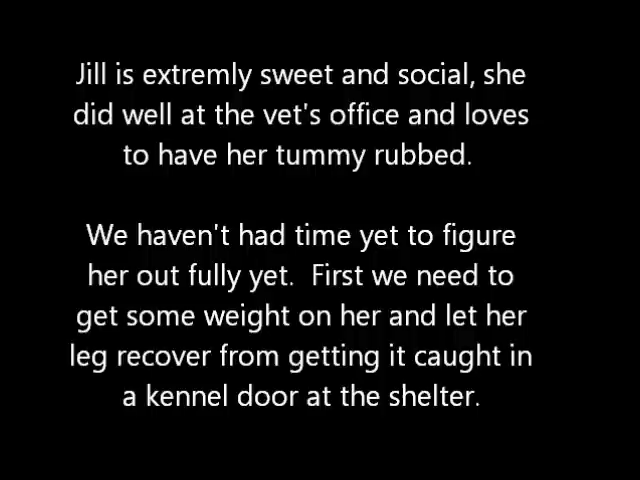 Jill is extremly sweet and social, she
did well at the vet's office and loves
to have her tummy rubbed.
We haven't had time yet to figure
her out fully yet.  First we need to
get some weight on her and let her
leg recover from getting it caught in
a kennel door at the shelter.